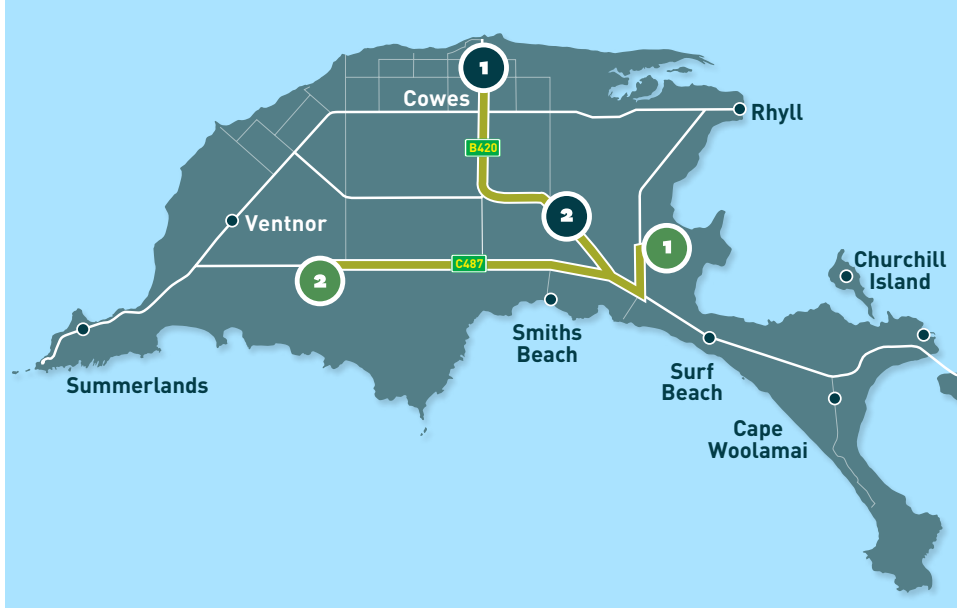 1
Cowes
Rhyll
B420
2
Ventnor
1
C487
2
Churchill
Island
Smiths
Beach
Summerlands
Surf
Beach
Cape
Woolamai